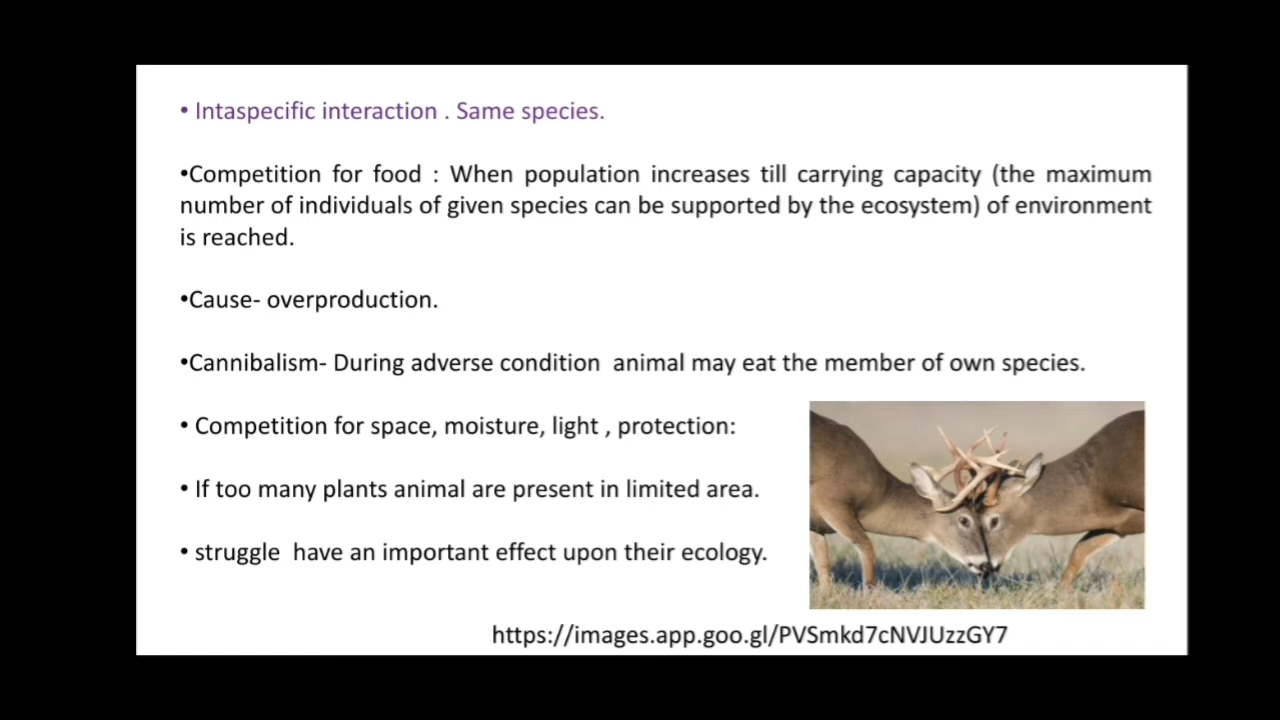 • Intaspecific interaction . Same species.
•Competition for food : When population increases till carrying capacity (the maximum
number of individuals of given species can be supported by the ecosystem) of environment
is reached.
•Cause- overproduction.
•Cannibalism- During adverse condition  animal may eat the member of own species.
• Competition for space, moisture, light , protection:
• If too many plants animal are present in limited area.
• struggle  have an important effect upon their ecology.
https://images.app.goo.gl/PVSmkd7cNVJUzzGY7